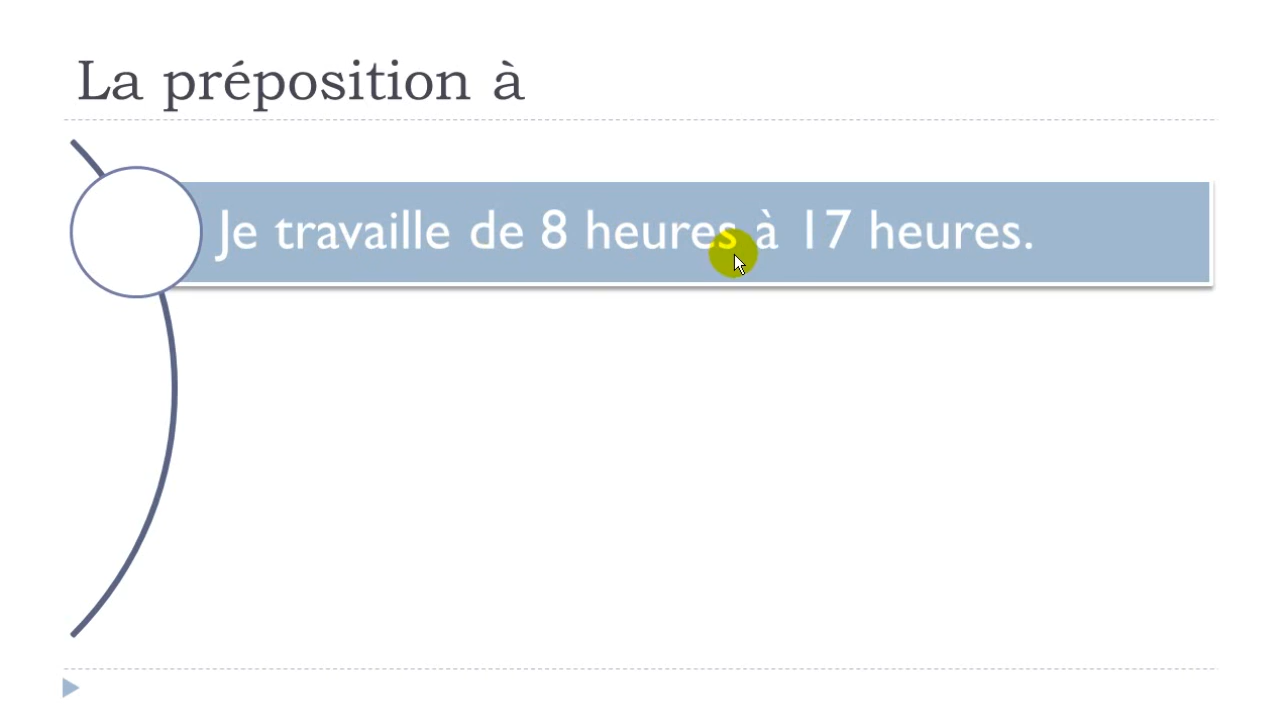 La préposition à
Je travaille de 8 heures à 17 heures.